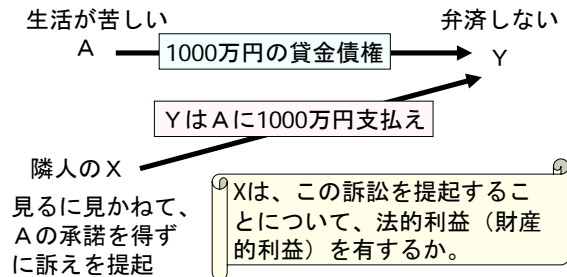 生活が苦しい
弁済しない
A
1000万円の貸金債権
Y
YはAに1000万円支払え
隣人のX
見るに見かねて、
Aの承諾を得ず
に訴えを提起
Xは、この訴訟を提起するこ
とについて、法的利益（財産
的利益）を有するか。